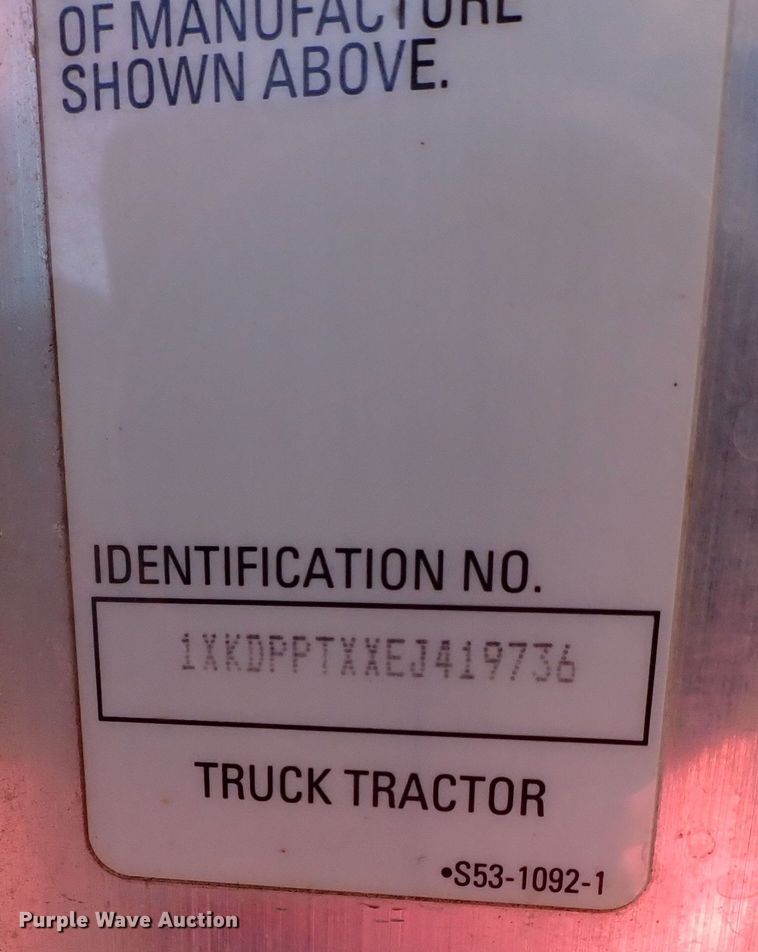 OF MANUFACTURE
SHOWN ABOVE.
IDENTIFICATION NO.
1XKDPPTXXEJ419736
TRUCK TRACTOR
•S53-1092-1
Purple Wave Auction